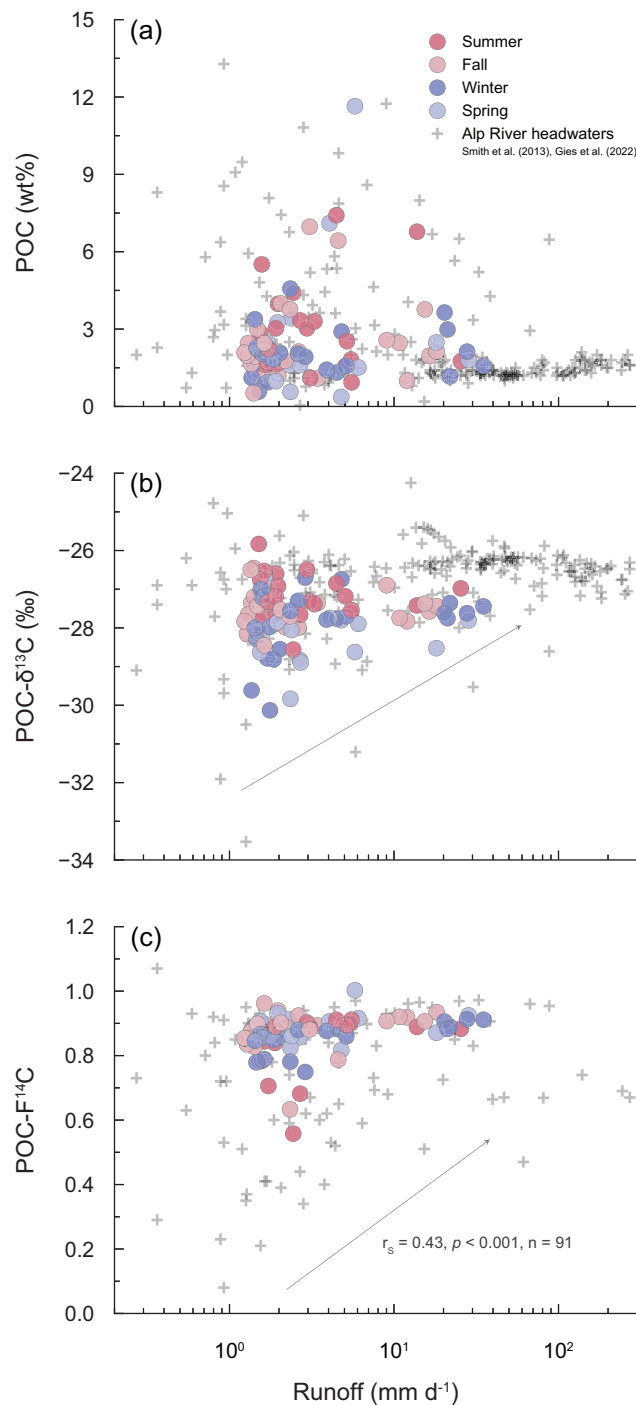 (a)
Summer
Fall
Winter
Spring
Alp River headwaters
Smith et al. (2013), Gies et al. (2022)
POC (wt%)
15
12
9
6
3
0
(b)
POC-δ¹³C (‰)
−24
−26
−28
−30
−32
−34
(c)
POC-F¹⁴C
1.2
1.0
0.8
0.6
0.4
0.2
0.0
rₛ = 0.43, p < 0.001, n = 91
10⁰ 10¹ 10²
Runoff (mm d⁻¹)